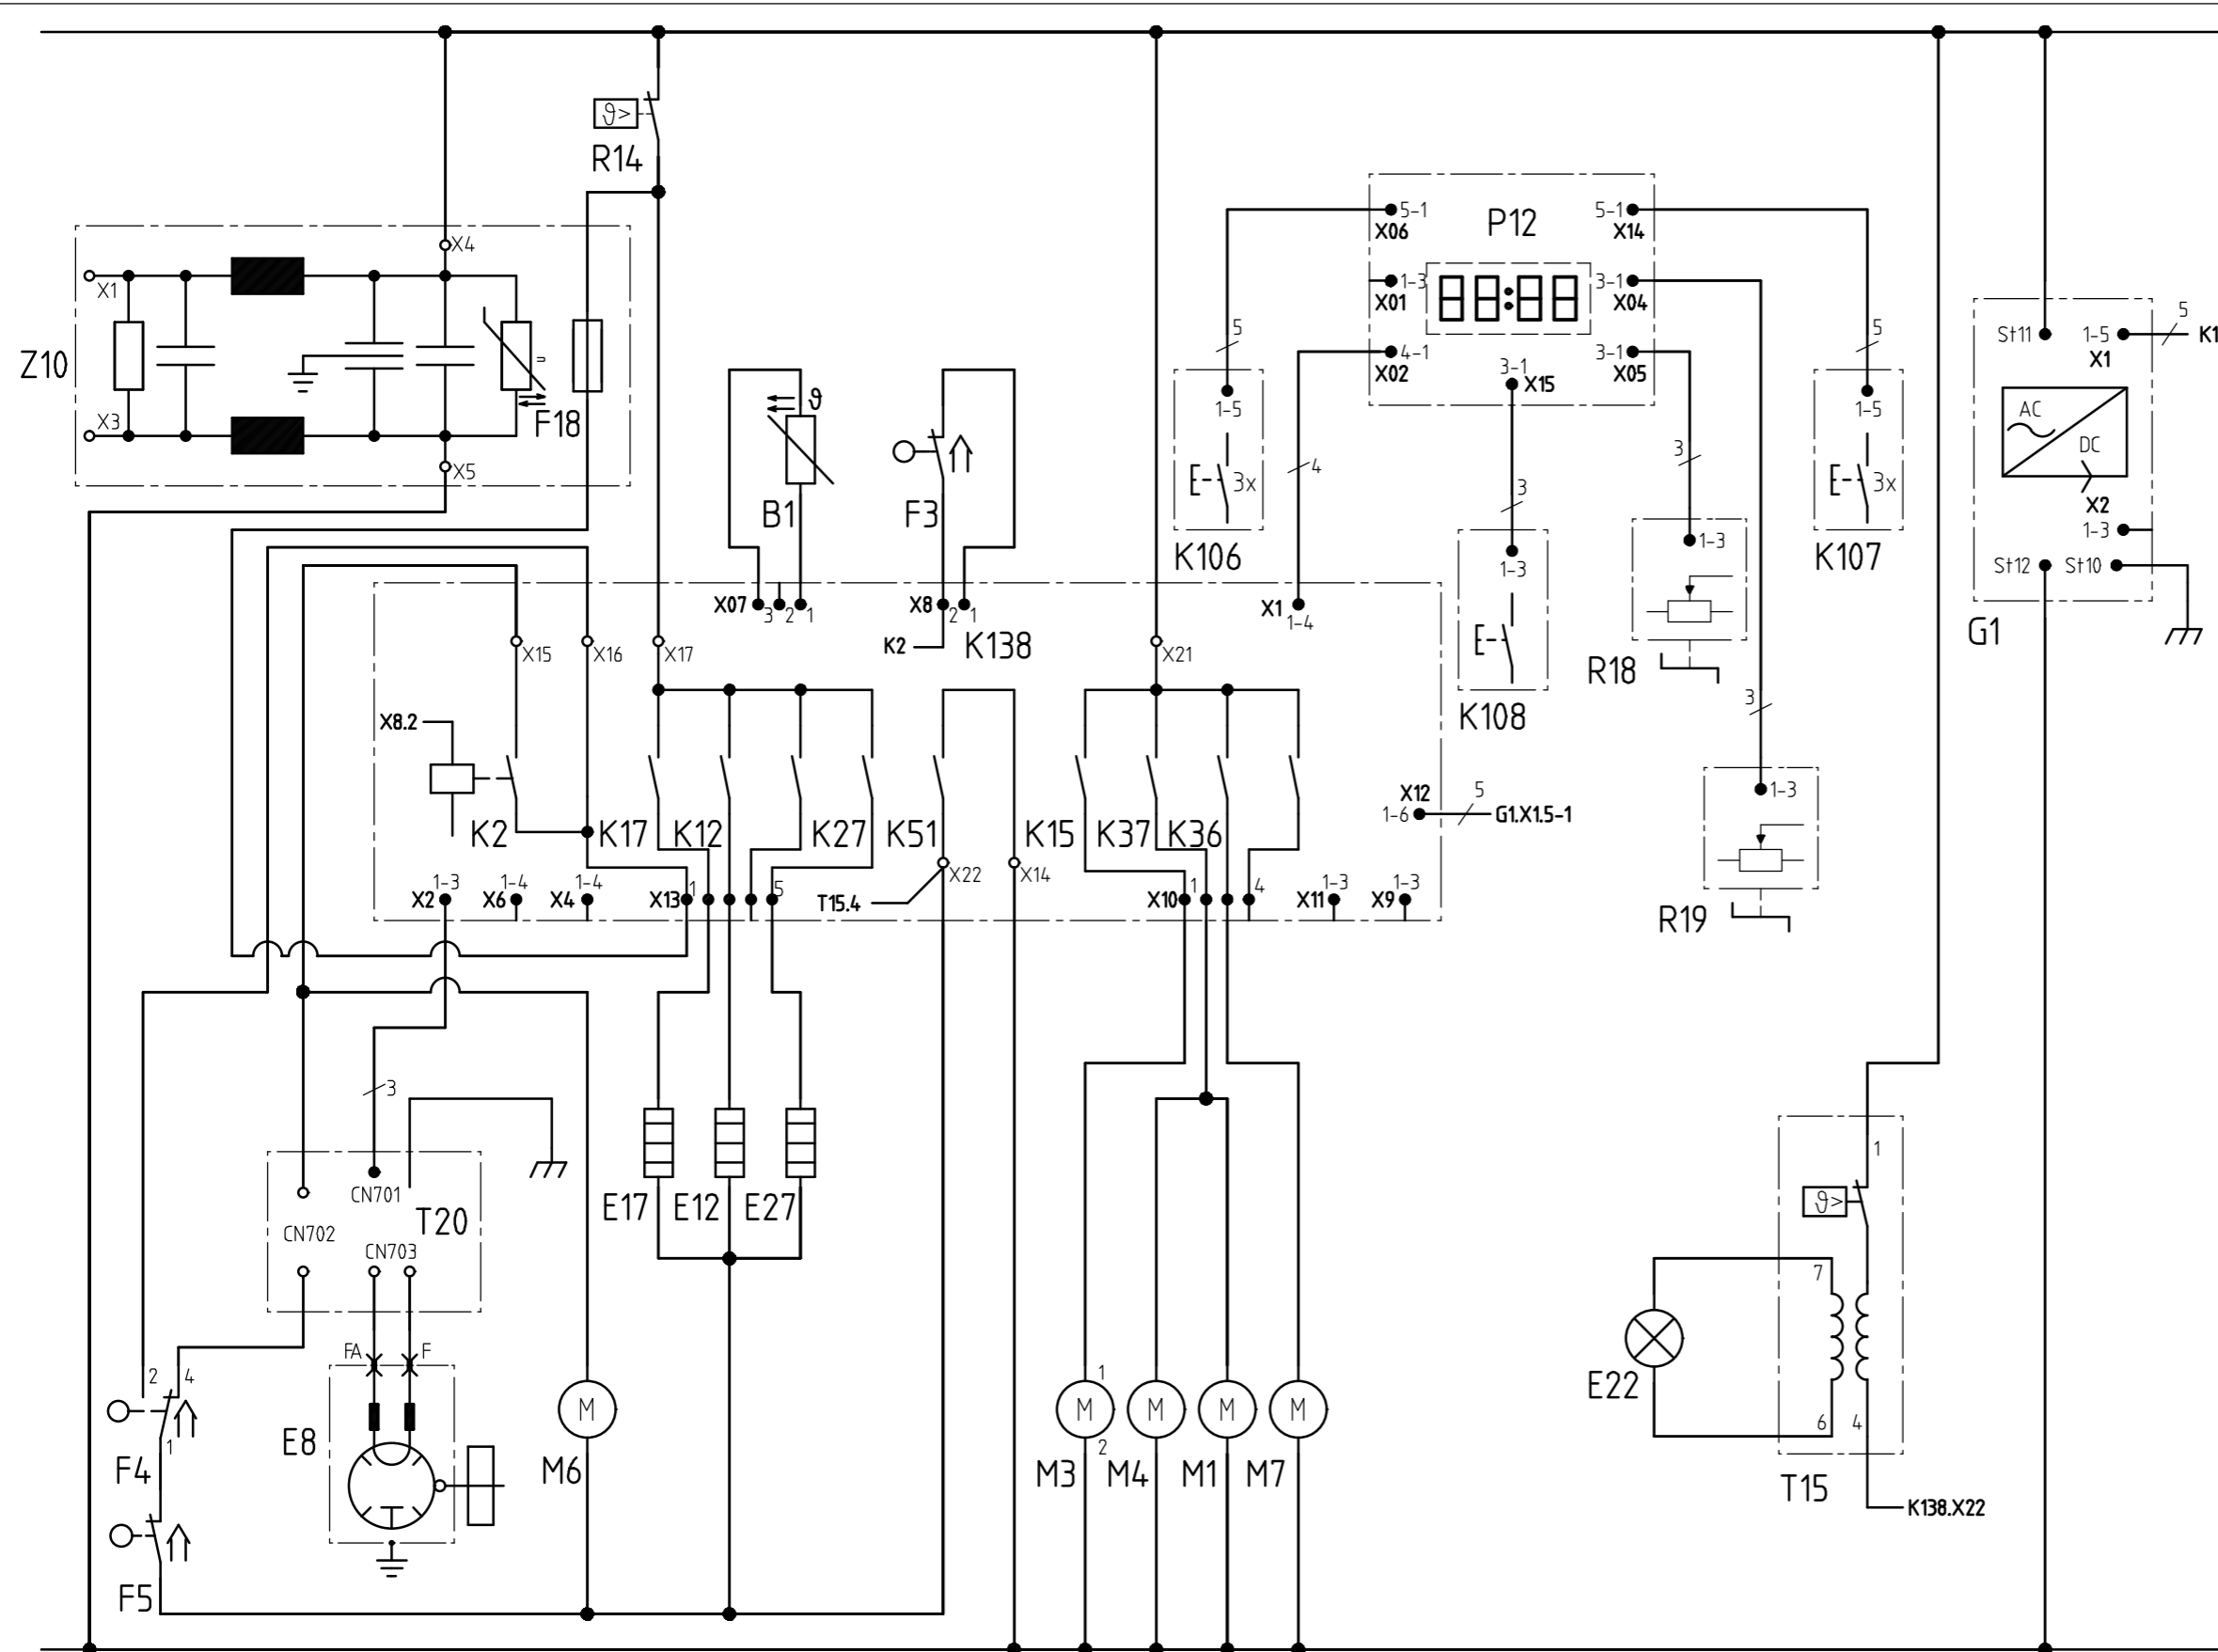 ϑ>
R14
X4
X1
Z10
X3
U
F18
X5
ϑ
B1
F3
5-1
X06
P12
5-1
X14
1-3
X01
88:88
3-1
X04
4-1
X02
3-1
X15
3-1
X05
5
1-5
3x
K106
4
3
1-3
K108
3
1-3
R18
5
1-5
3x
K107
3
1-3
R19
St11
1-5
X1
5
K1
AC
DC
X2
1-3
St12
St10
G1
X07
3
2
1
X8
2
1
K2
K138
X1
1-4
X15
X16
X17
X21
X8.2
K2
K17
K12
K27
K51
K15
K37
K36
X12
1-6
5
G1.X1.5-1
X22
X14
T15.4
1-3
X2
1-4
X6
1-4
X4
X13
1
5
X10
1
4
1-3
X11
1-3
X9
3
CN701
CN702
T20
CN703
E17
E12
E27
FA
F
2
4
E8
1
F4
F5
M
M6
1
M
M
M
M
2
M3
M4
M1
M7
1
ϑ>
7
E22
6
4
T15
K138.X22